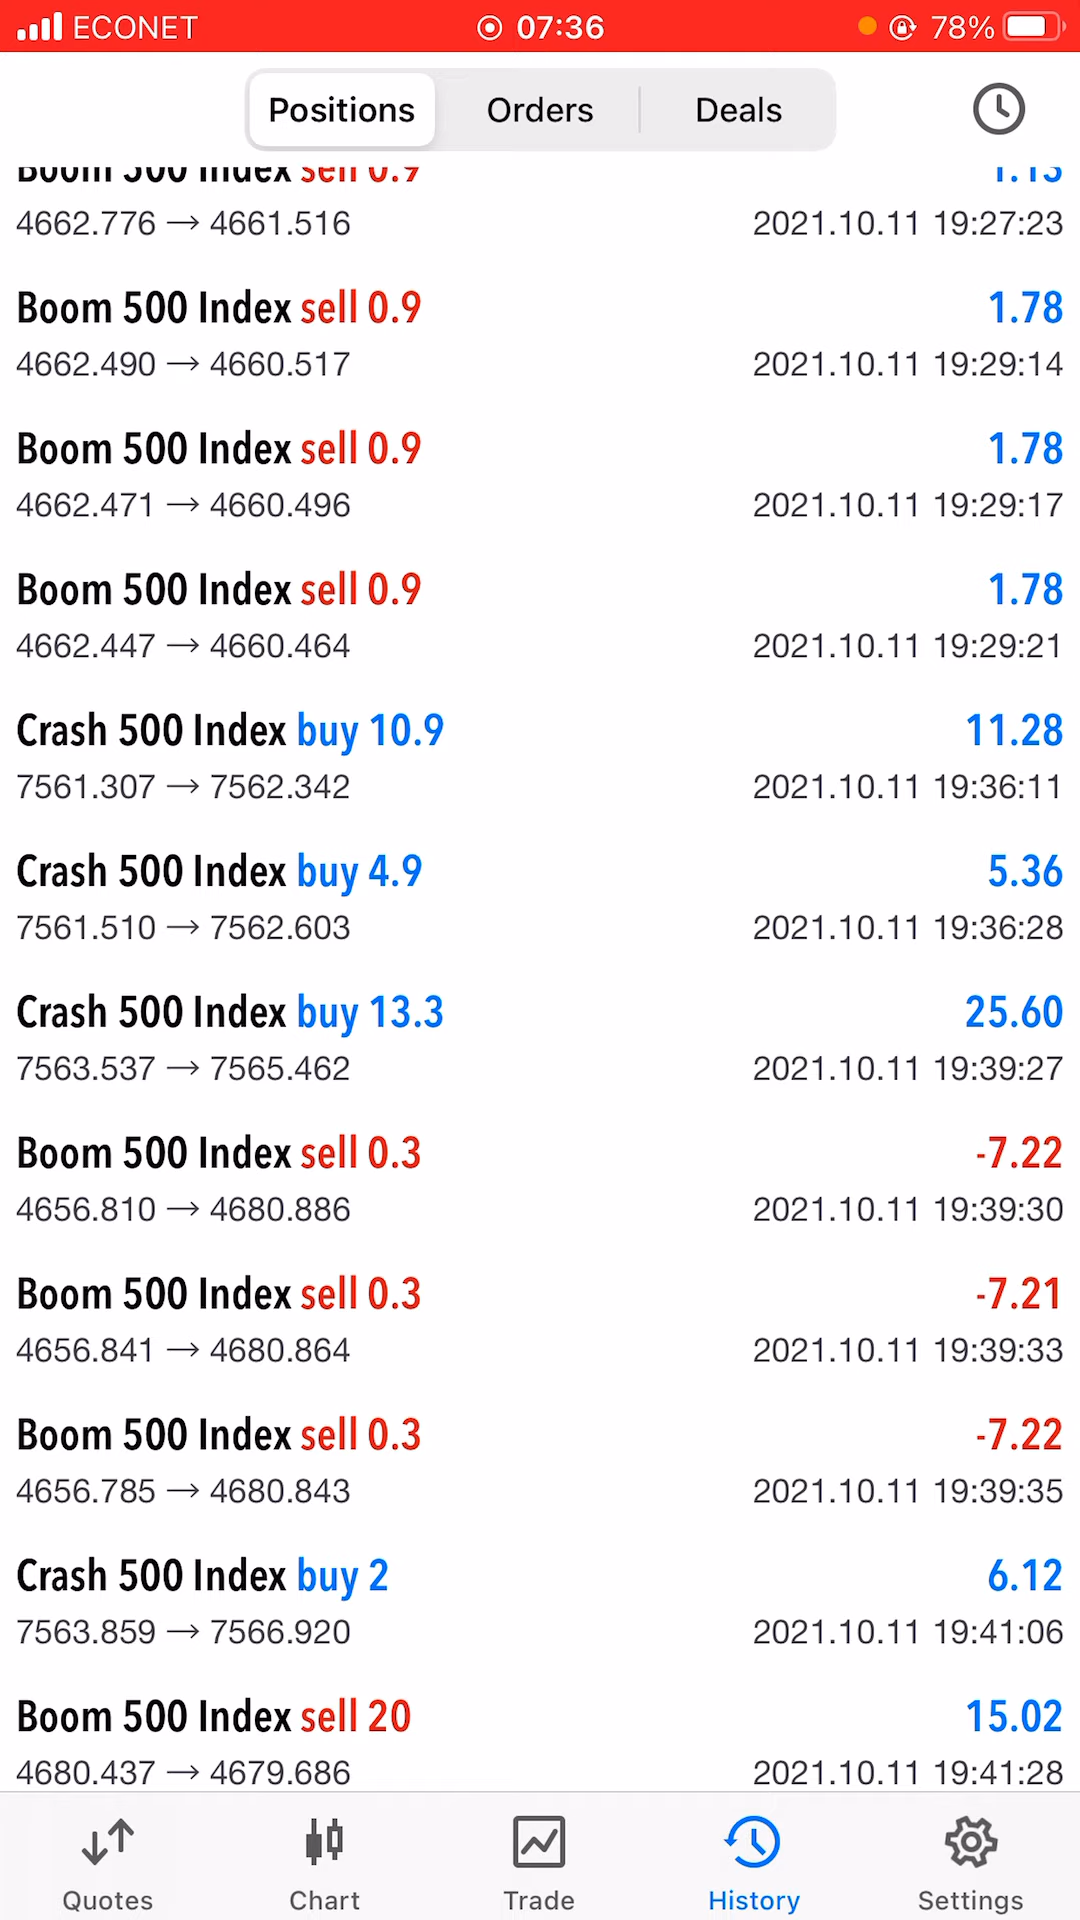 ECONET 07:36 78%
Positions Orders Deals
Boom 500 Index sell 0.9 1.13
4662.776 → 4661.516 2021.10.11 19:27:23
Boom 500 Index sell 0.9 1.78
4662.490 → 4660.517 2021.10.11 19:29:14
Boom 500 Index sell 0.9 1.78
4662.471 → 4660.496 2021.10.11 19:29:17
Boom 500 Index sell 0.9 1.78
4662.447 → 4660.464 2021.10.11 19:29:21
Crash 500 Index buy 10.9 11.28
7561.307 → 7562.342 2021.10.11 19:36:11
Crash 500 Index buy 4.9 5.36
7561.510 → 7562.603 2021.10.11 19:36:28
Crash 500 Index buy 13.3 25.60
7563.537 → 7565.462 2021.10.11 19:39:27
Boom 500 Index sell 0.3 -7.22
4656.810 → 4680.886 2021.10.11 19:39:30
Boom 500 Index sell 0.3 -7.21
4656.841 → 4680.864 2021.10.11 19:39:33
Boom 500 Index sell 0.3 -7.22
4656.785 → 4680.843 2021.10.11 19:39:35
Crash 500 Index buy 2 6.12
7563.859 → 7566.920 2021.10.11 19:41:06
Boom 500 Index sell 20 15.02
4680.437 → 4679.686 2021.10.11 19:41:28
Quotes Chart Trade History Settings